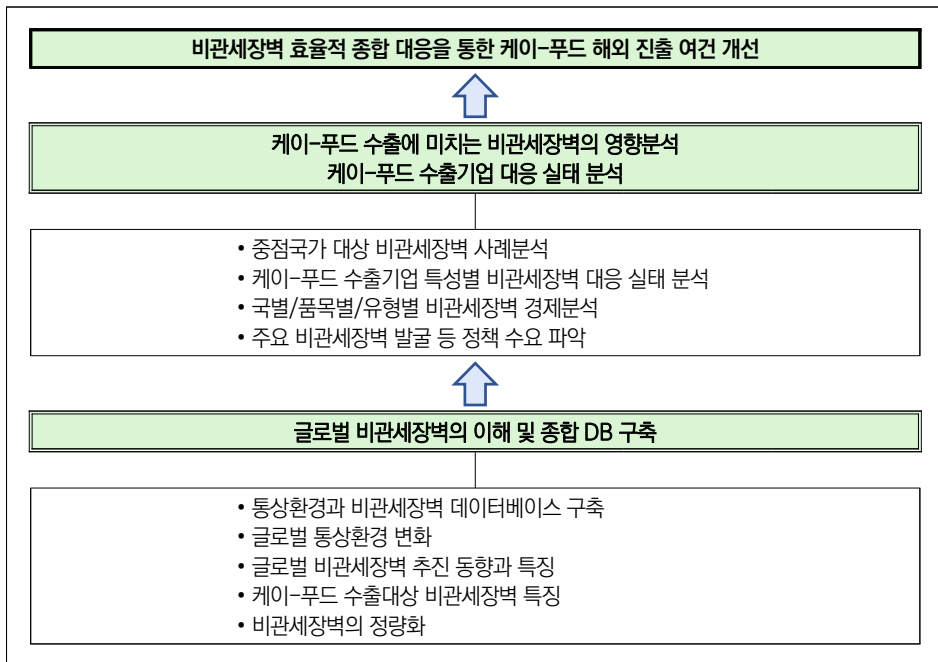 비관세장벽 효율적 종합 대응을 통한 케이-푸드 해외 진출 여건 개선
케이-푸드 수출에 미치는 비관세장벽의 영향분석
케이-푸드 수출기업 대응 실태 분석
• 중점국가 대상 비관세장벽 사례분석
• 케이-푸드 수출기업 특성별 비관세장벽 대응 실태 분석
• 국별/품목별/유형별 비관세장벽 경제분석
• 주요 비관세장벽 발굴 등 정책 수요 파악
글로벌 비관세장벽의 이해 및 종합 DB 구축
• 통상환경과 비관세장벽 데이터베이스 구축
• 글로벌 통상환경 변화
• 글로벌 비관세장벽 추진 동향과 특징
• 케이-푸드 수출대상 비관세장벽 특징
• 비관세장벽의 정량화